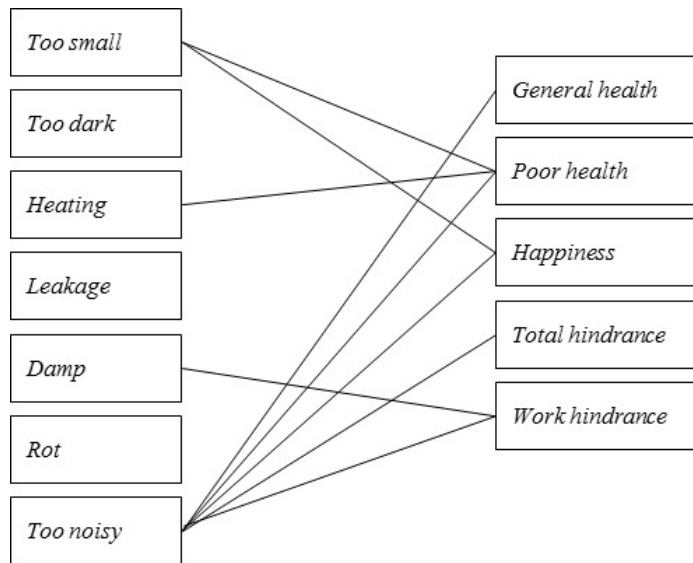 Too small
Too dark
Heating
Leakage
Damp
Rot
Too noisy
General health
Poor health
Happiness
Total hindrance
Work hindrance